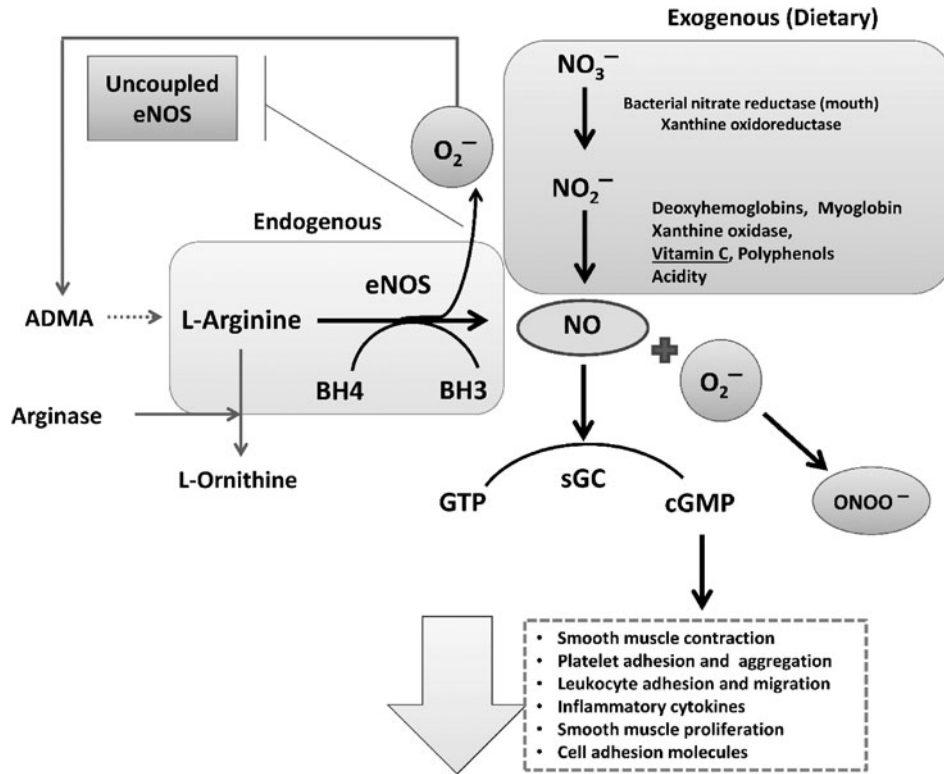 Exogenous (Dietary)
NO₃⁻
Bacterial nitrate reductase (mouth)
Xanthine oxidoreductase
Uncoupled
eNOS
O₂⁻
NO₂⁻
Deoxyhemoglobins, Myoglobin
Xanthine oxidase,
Vitamin C, Polyphenols
Acidity
Endogenous
eNOS
ADMA
L-Arginine
NO
BH4
BH3
O₂⁻
Arginase
L-Ornithine
GTP
sGC
cGMP
ONOO⁻
• Smooth muscle contraction
• Platelet adhesion and aggregation
• Leukocyte adhesion and migration
• Inflammatory cytokines
• Smooth muscle proliferation
• Cell adhesion molecules